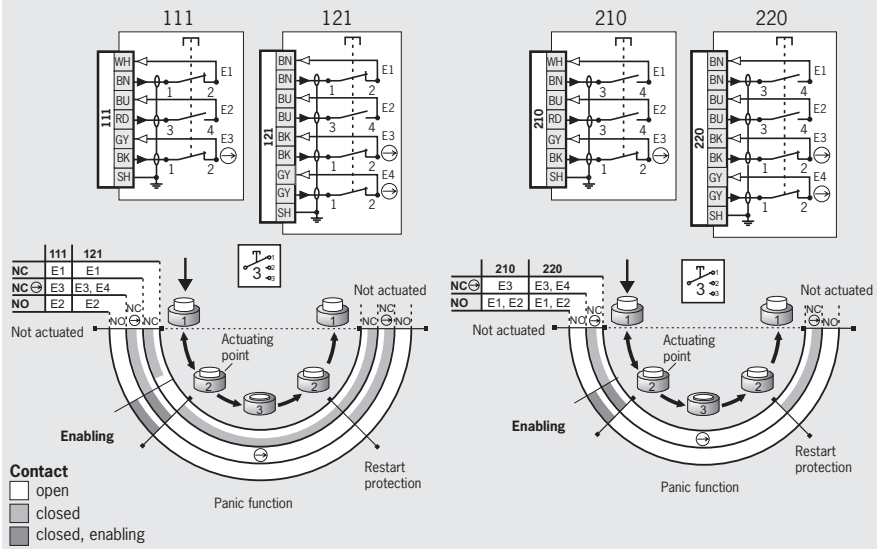 111
121
210
220
111
WH
BN
BU
RD
GY
BK
SH
1 2 E1
3 4 E2
1 2 E3
121
BN
BN
BU
BU
BK
BK
GY
GY
SH
1 2 E1
3 4 E2
1 2 E3
1 2 E4
210
WH
BN
BU
RD
GY
BK
SH
3 4 E1
3 4 E2
1 2 E3
220
BN
BN
BU
BU
BK
BK
GY
GY
SH
3 4 E1
3 4 E2
1 2 E3
1 2 E4
111 121
NC E1 E1
NC E3 E3, E4
NO E2 E2
Not actuated
NO NC NC
1
2
3
2
1
Actuating
point
3 1 2 3
Not actuated
NC NC NO
Enabling
Panic function
Restart
protection
210 220
NC E3 E3, E4
NO E1, E2 E1, E2
Not actuated
NO NC
1
2
3
2
1
Actuating
point
3 1 2 3
Not actuated
NC NO
Enabling
Panic function
Restart
protection
Contact
open
closed
closed, enabling